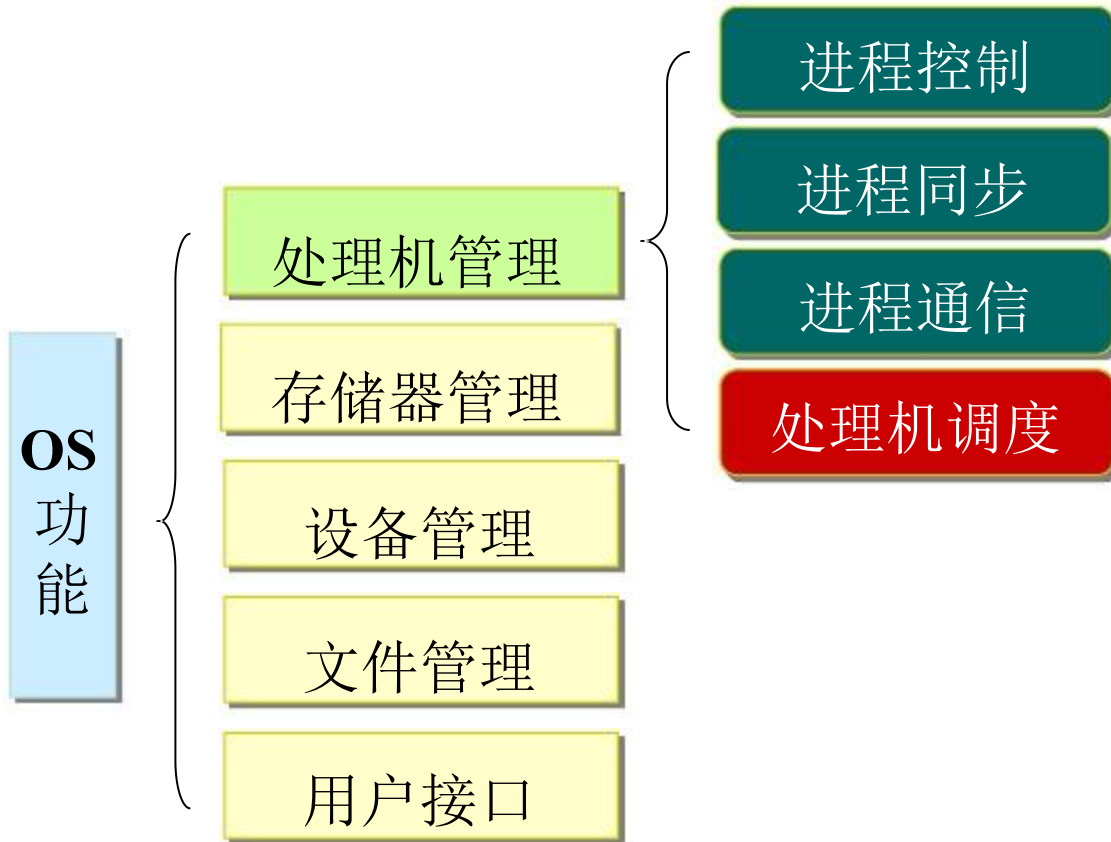 OS
功
能
处理机管理
存储器管理
设备管理
文件管理
用户接口
进程控制
进程同步
进程通信
处理机调度